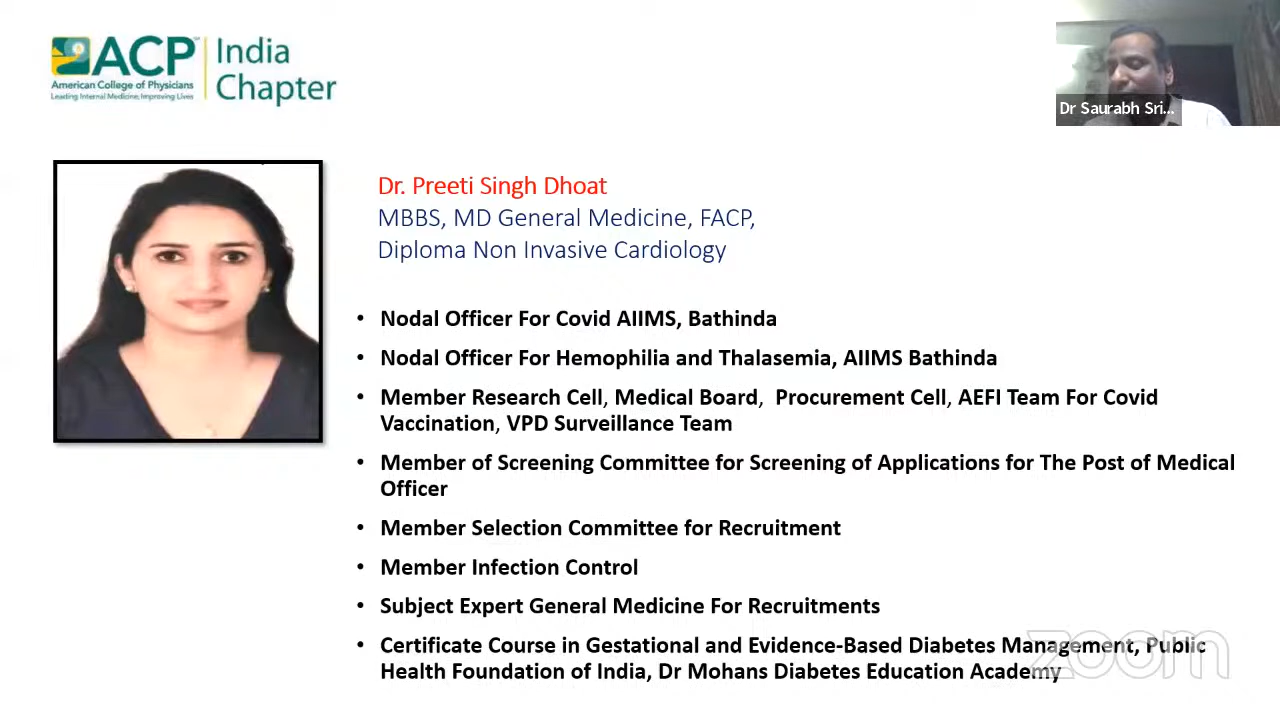 ACP
American College of Physicians
Leading Internal Medicine, Improving Lives
India
Chapter
Dr Saurabh Sri...
Dr. Preeti Singh Dhoat
MBBS, MD General Medicine, FACP,
Diploma Non Invasive Cardiology
• Nodal Officer For Covid AIIMS, Bathinda
• Nodal Officer For Hemophilia and Thalasemia, AIIMS Bathinda
• Member Research Cell, Medical Board, Procurement Cell, AEFI Team For Covid
Vaccination, VPD Surveillance Team
• Member of Screening Committee for Screening of Applications for The Post of Medical
Officer
• Member Selection Committee for Recruitment
• Member Infection Control
• Subject Expert General Medicine For Recruitments
• Certificate Course in Gestational and Evidence-Based Diabetes Management, Public
Health Foundation of India, Dr Mohans Diabetes Education Academy
zoom